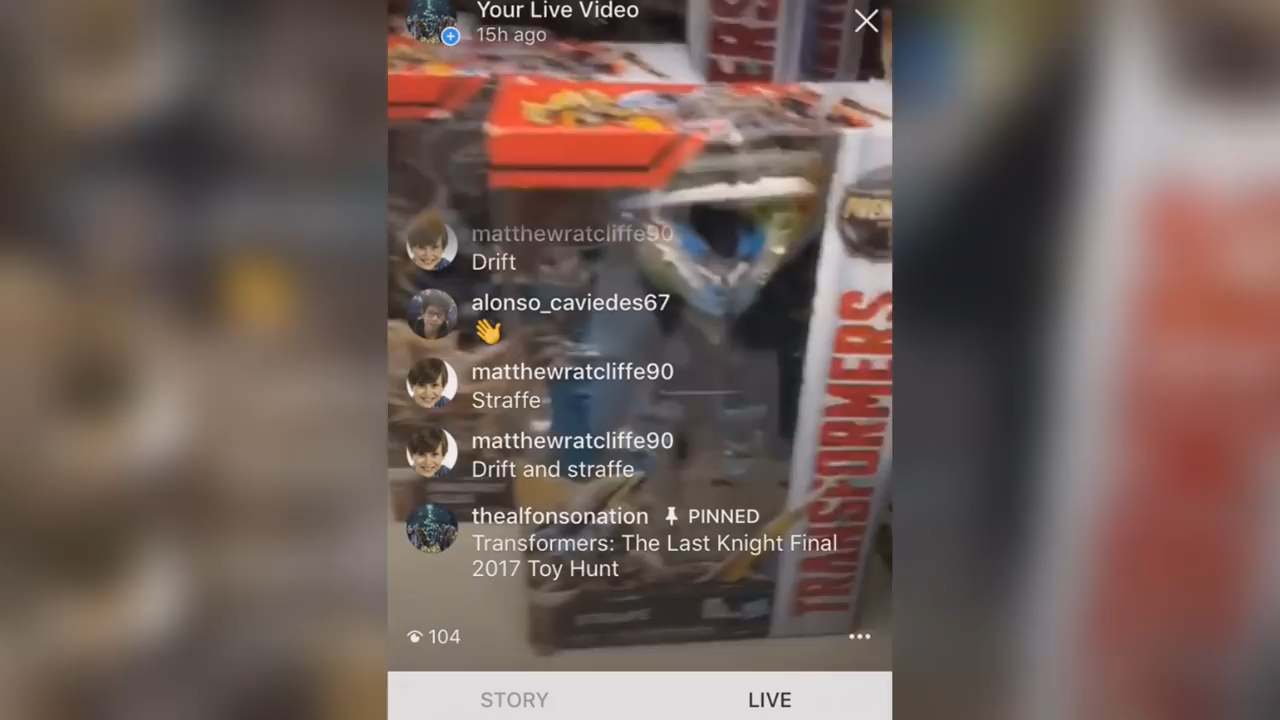 Your Live Video
15h ago
ERS
matthewratcliffe90
Drift
alonso_caviedes67
👋
matthewratcliffe90
Straffe
matthewratcliffe90
Drift and straffe
thealfonsonation PINNED
Transformers: The Last Knight Final
2017 Toy Hunt
TRANSFORMERS
104
STORY
LIVE